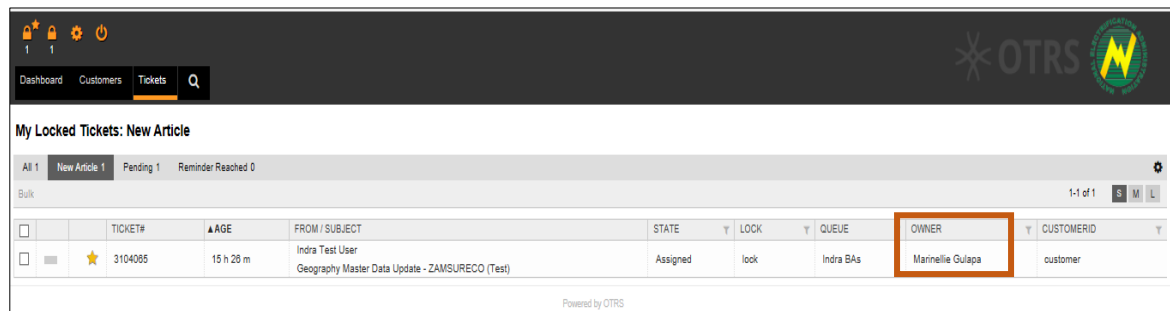 1 1
Dashboard Customers Tickets
OTRS
NATIONAL ELECTRIFICATION ADMINISTRATION
My Locked Tickets: New Article
All 1 New Article 1 Pending 1 Reminder Reached 0
Bulk 1-1 of 1 S M L
TICKET# ▲AGE FROM / SUBJECT STATE LOCK QUEUE OWNER CUSTOMERID
3104065 15 h 26 m Indra Test User Assigned lock Indra BAs Marinellie Gulapa customer
Geography Master Data Update - ZAMSURECO (Test)
Powered by OTRS